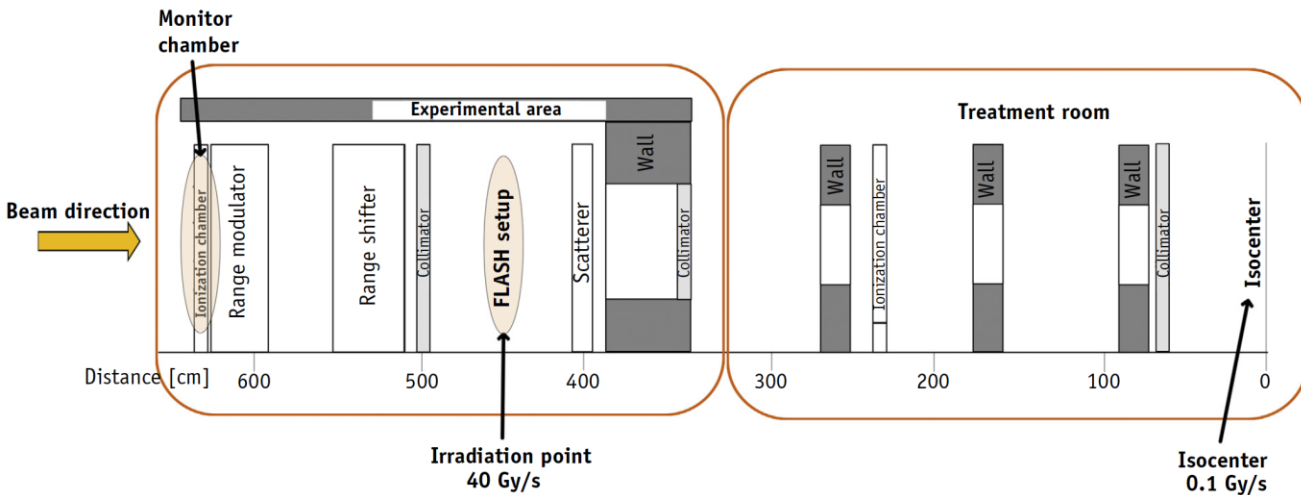 Monitor
chamber
Experimental area
Treatment room
Beam direction
Ionization chamber
Range modulator
Range shifter
Collimator
FLASH setup
Scatterer
Wall
Collimator
Wall
Ionization chamber
Wall
Wall
Collimator
Isocenter
Distance [cm]
600
500
400
300
200
100
0
Irradiation point
40 Gy/s
Isocenter
0.1 Gy/s